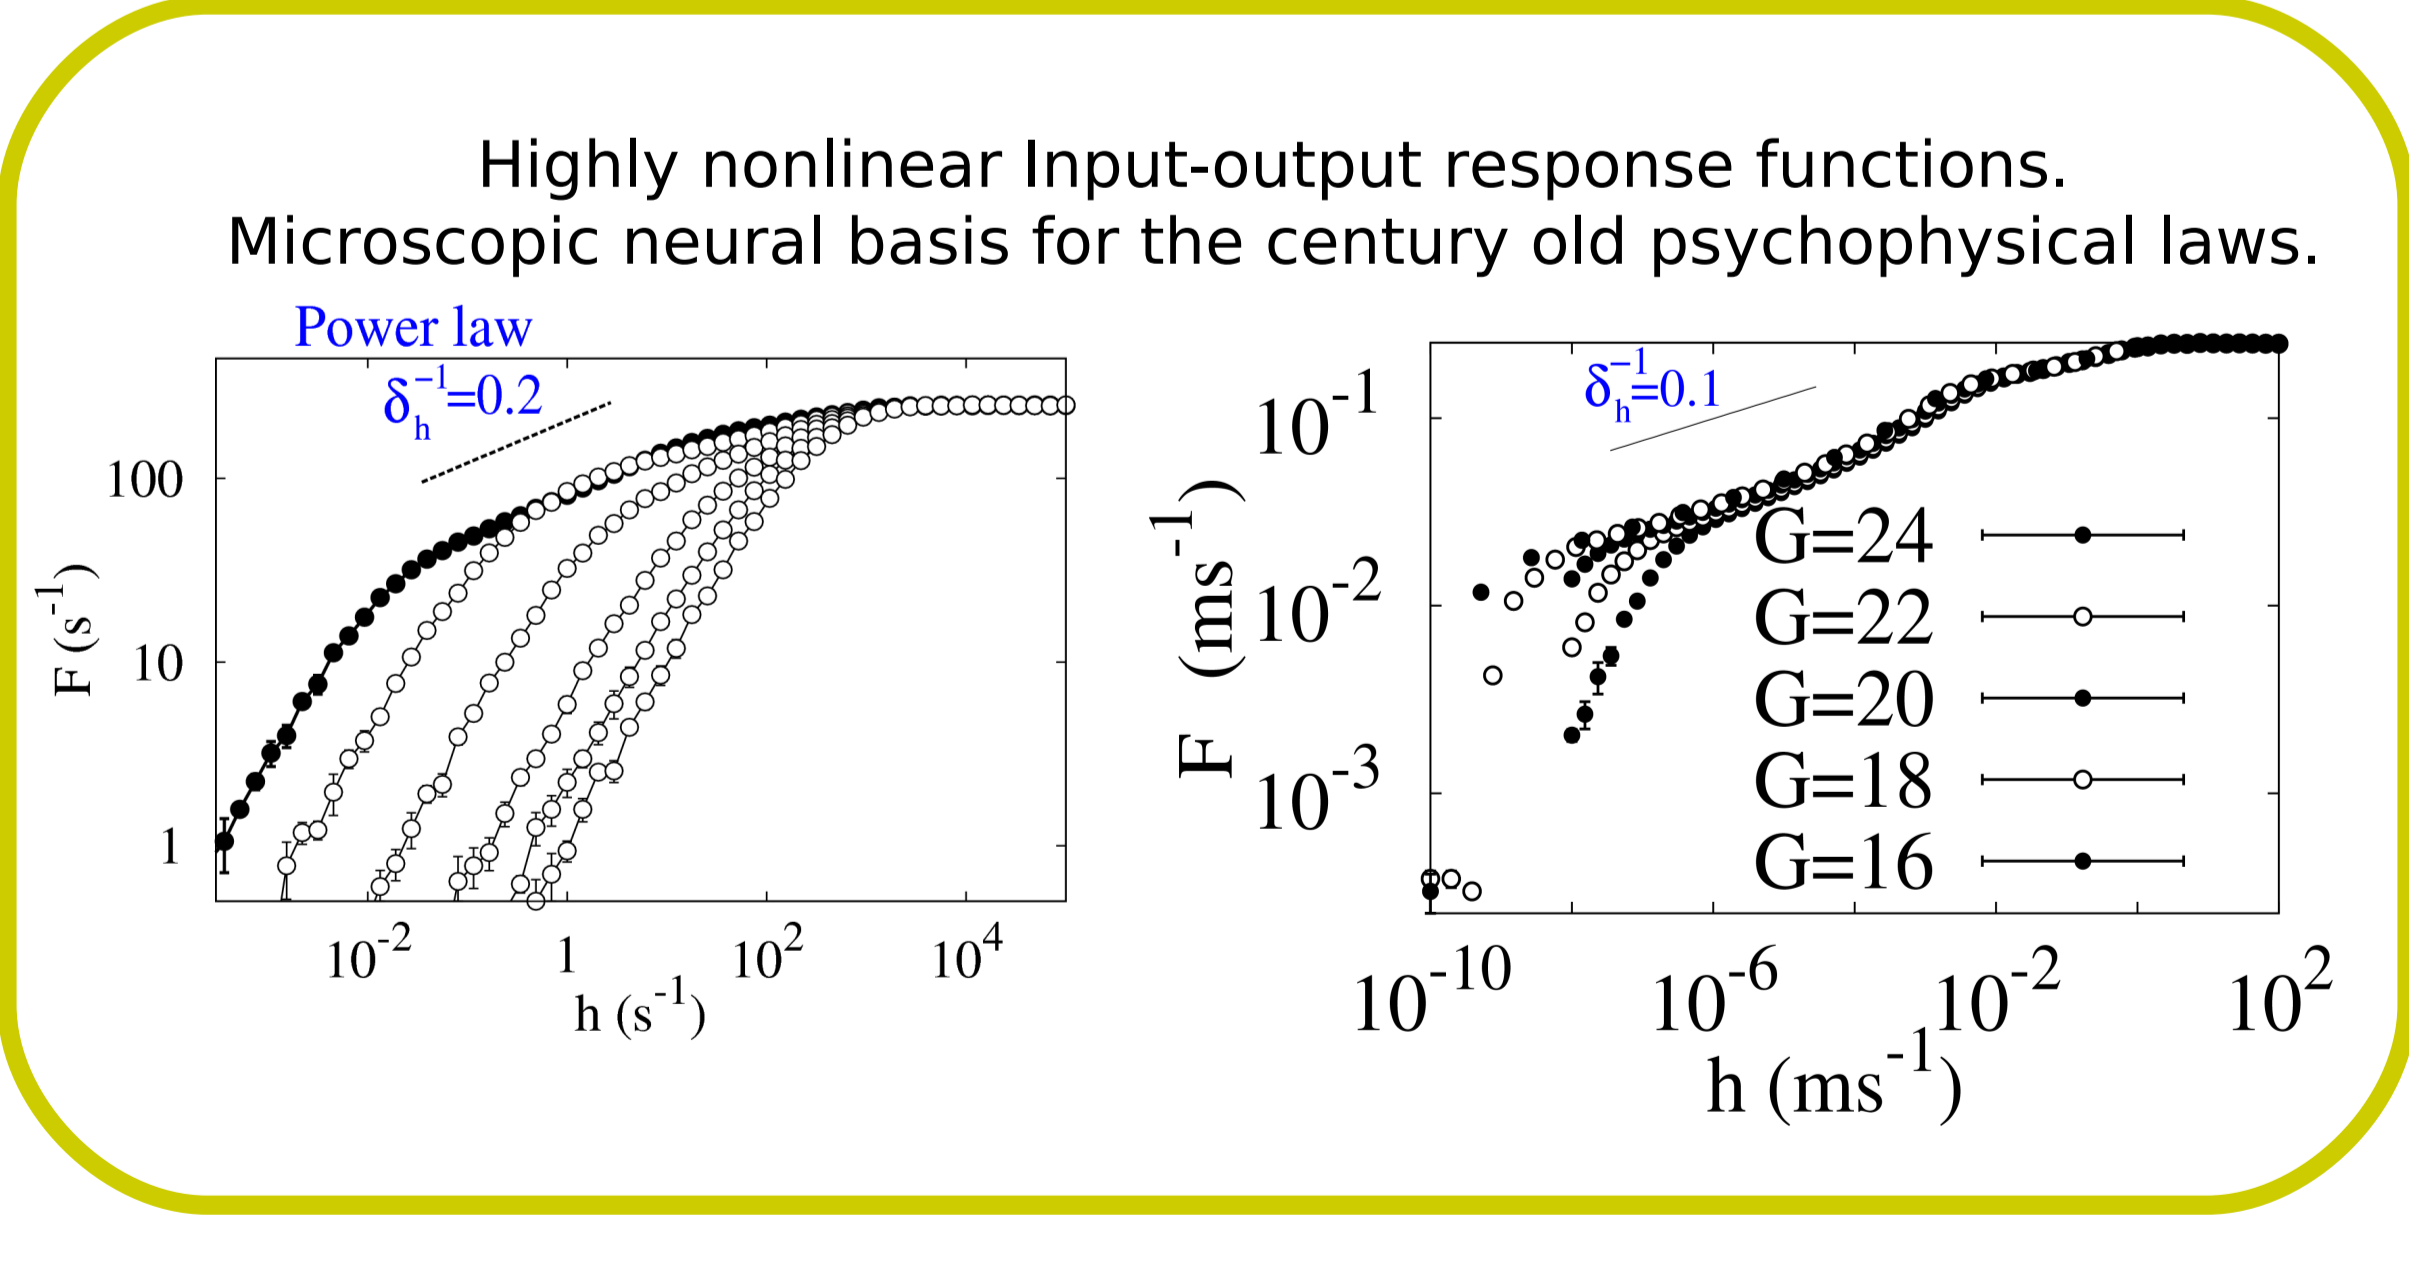 Highly nonlinear Input-output response functions.
Microscopic neural basis for the century old psychophysical laws.
Power law
δh⁻¹=0.2
100
10
1
F (s⁻¹)
10⁻²
1
10²
10⁴
h (s⁻¹)
δh⁻¹=0.1
10⁻¹
10⁻²
10⁻³
F (ms⁻¹)
G=24
G=22
G=20
G=18
G=16
10⁻¹⁰
10⁻⁶
10⁻²
10²
h (ms⁻¹)